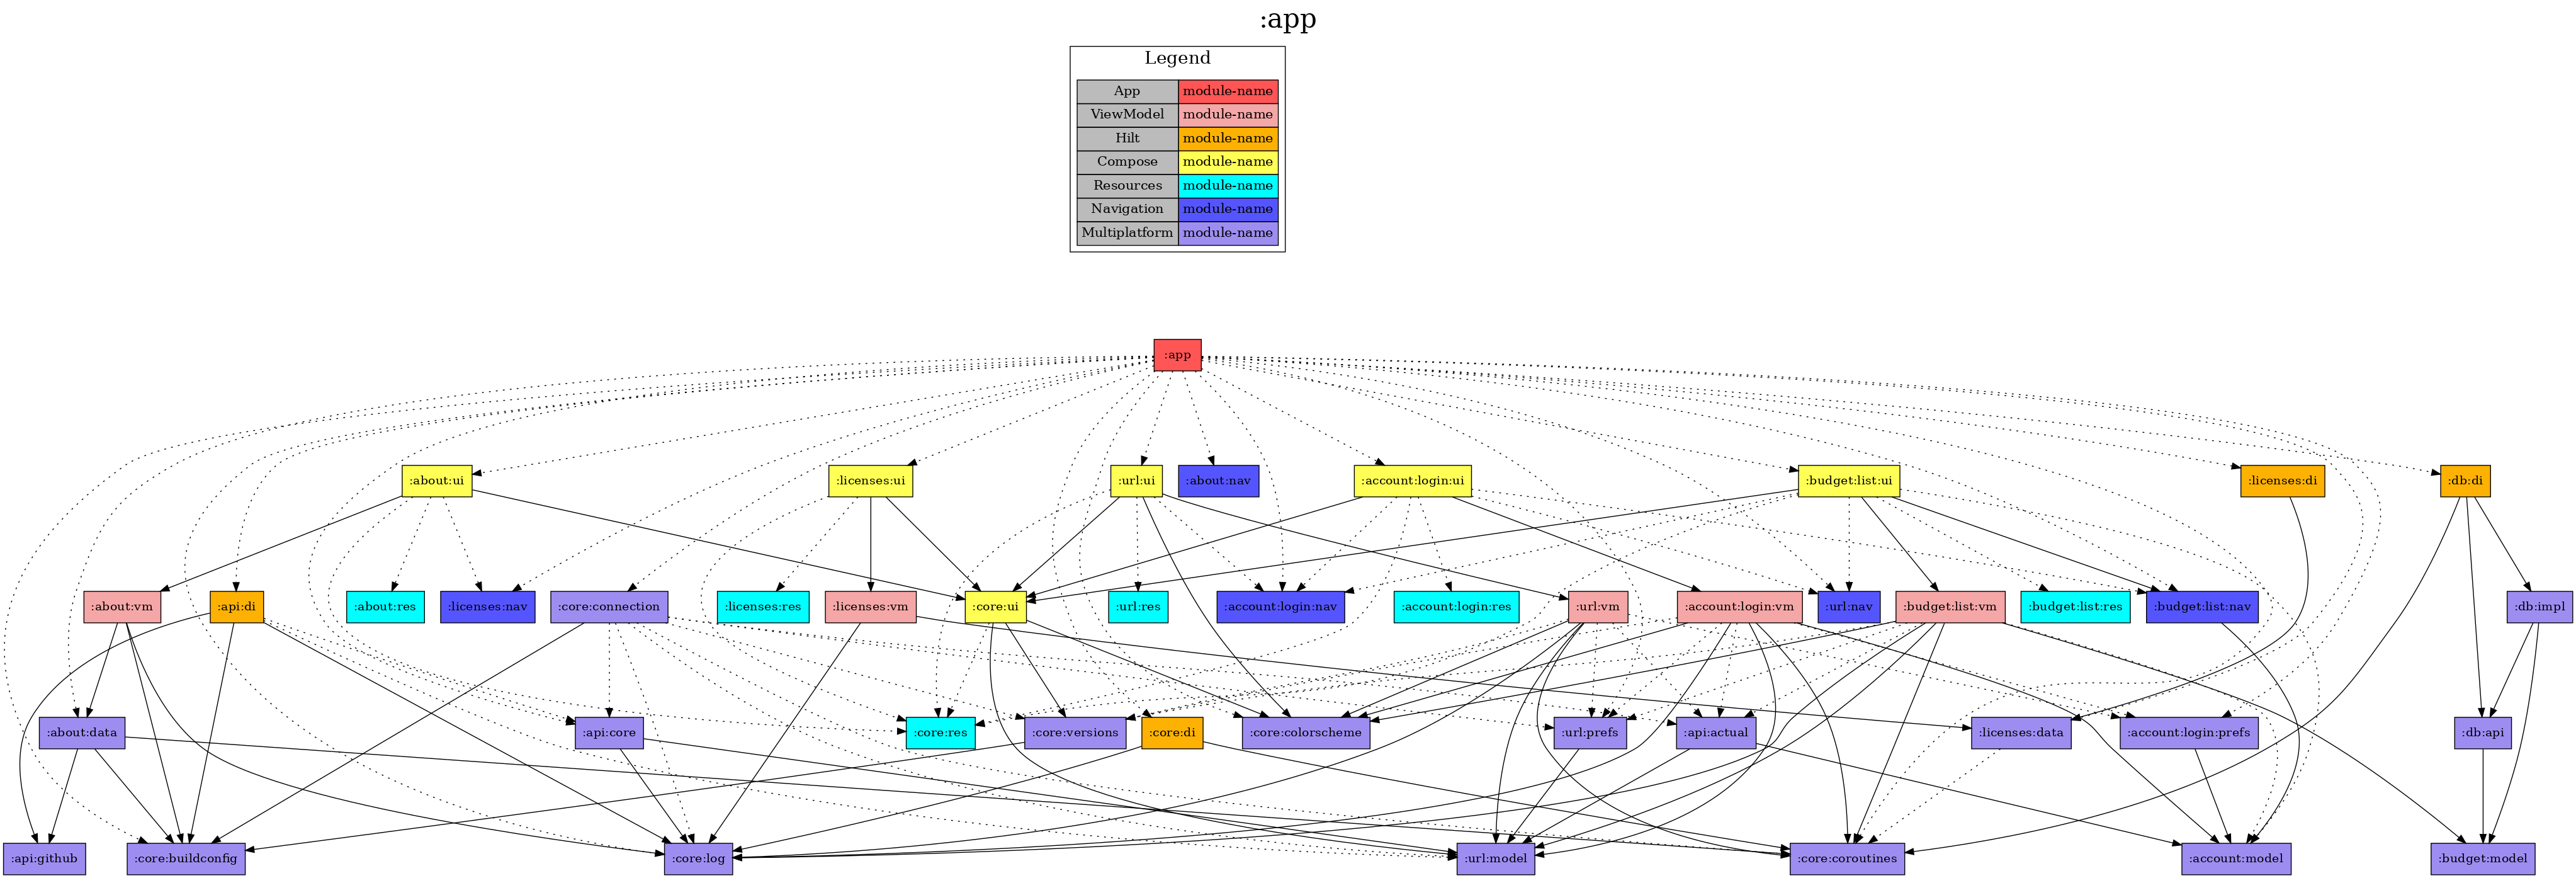 :app
Legend
App module-name
ViewModel module-name
Hilt module-name
Compose module-name
Resources module-name
Navigation module-name
Multiplatform module-name
:app
:about:ui :licenses:ui :url:ui :about:nav :account:login:ui :budget:list:ui :licenses:di :db:di
:about:vm :api:di :about:res :licenses:nav :core:connection :licenses:res :licenses:vm :core:ui :url:res :account:login:nav :account:login:res :url:vm :account:login:vm :url:nav :budget:list:vm :budget:list:res :budget:list:nav :db:impl
:about:data :api:core :core:res :core:versions :core:di :core:colorscheme :url:prefs :api:actual :licenses:data :account:login:prefs :db:api
:api:github :core:buildconfig :core:log :url:model :core:coroutines :account:model :budget:model